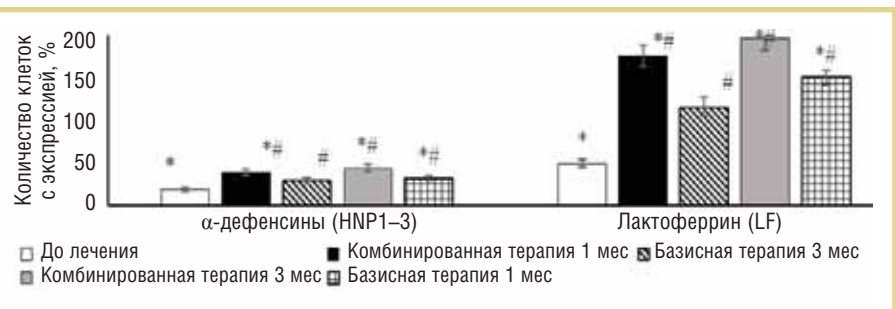 Количество клеток
с экспрессией, %
200
150
100
50
0
* *# # *# *#
* *# # *# *#
α-дефенсины (HNP1–3) Лактоферрин (LF)
До лечения Комбинированная терапия 1 мес Базисная терапия 3 мес
Комбинированная терапия 3 мес Базисная терапия 1 мес